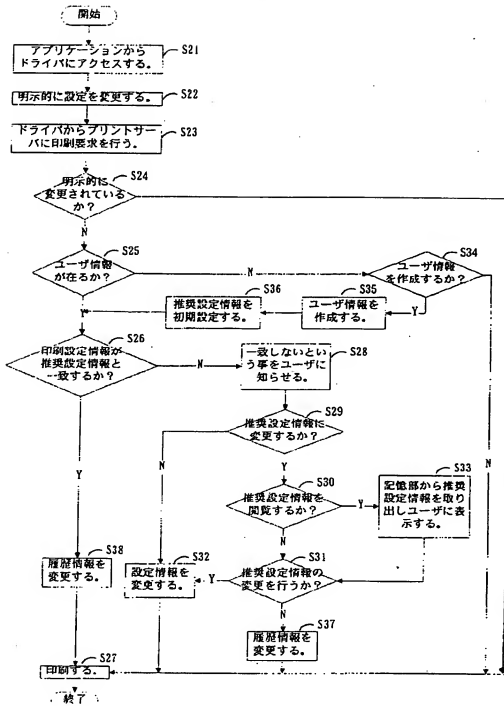 開始
アプリケーションから
ドライバにアクセスする。
S21
明示的に設定を変更する。
S22
ドライバからプリントサー
バに印刷要求を行う。
S23
明示的に
変更されている
か？
S24
N
ユーザ情報
が在るか？
S25
N
Y
ユーザ情報
を作成するか？
S34
Y
N
ユーザ情報を
作成する。
S35
推奨設定情報を
初期設定する。
S36
印刷設定情報が
推奨設定情報と
一致するか？
S26
N
Y
一致しないとい
う事をユーザに
知らせる。
S28
推奨設定情報に
変更するか？
S29
N
Y
推奨設定情報を
閲覧するか？
S30
Y
N
記憶部から推奨
設定情報を取り
出しユーザに表
示する。
S33
推奨設定情報の
変更を行うか？
S31
Y
N
設定情報を
変更する。
S32
履歴情報を
変更する。
S38
履歴情報を
変更する。
S37
印刷する。
S27
終了